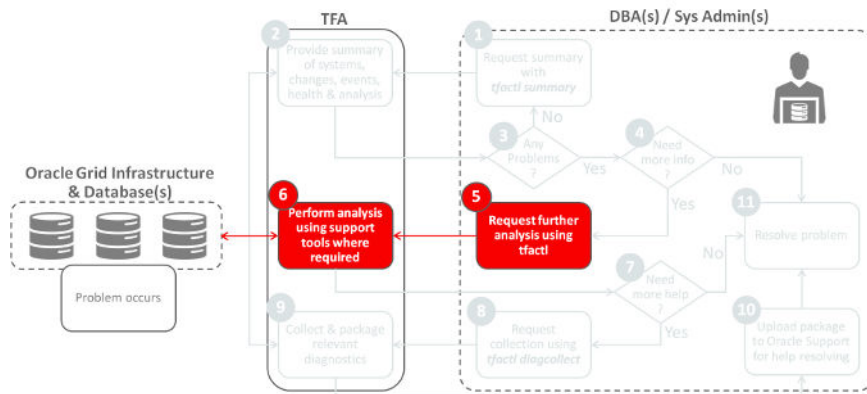 TFA
DBA(s) / Sys Admin(s)
2
Provide summary
of systems,
changes, events,
health & analysis
1
Request summary
with
tfactl summary
No
3
Any
Problems
?
Yes
4
Need
more info
?
No
Yes
Oracle Grid Infrastructure
& Database(s)
6
Perform analysis
using support
tools where
required
5
Request further
analysis using
tfactl
11
Resolve problem
Problem occurs
7
Need
more help
?
No
Yes
9
Collect & package
relevant
diagnostics
8
Request
collection using
tfactl diagcollect
10
Upload package
to Oracle Support
for help resolving